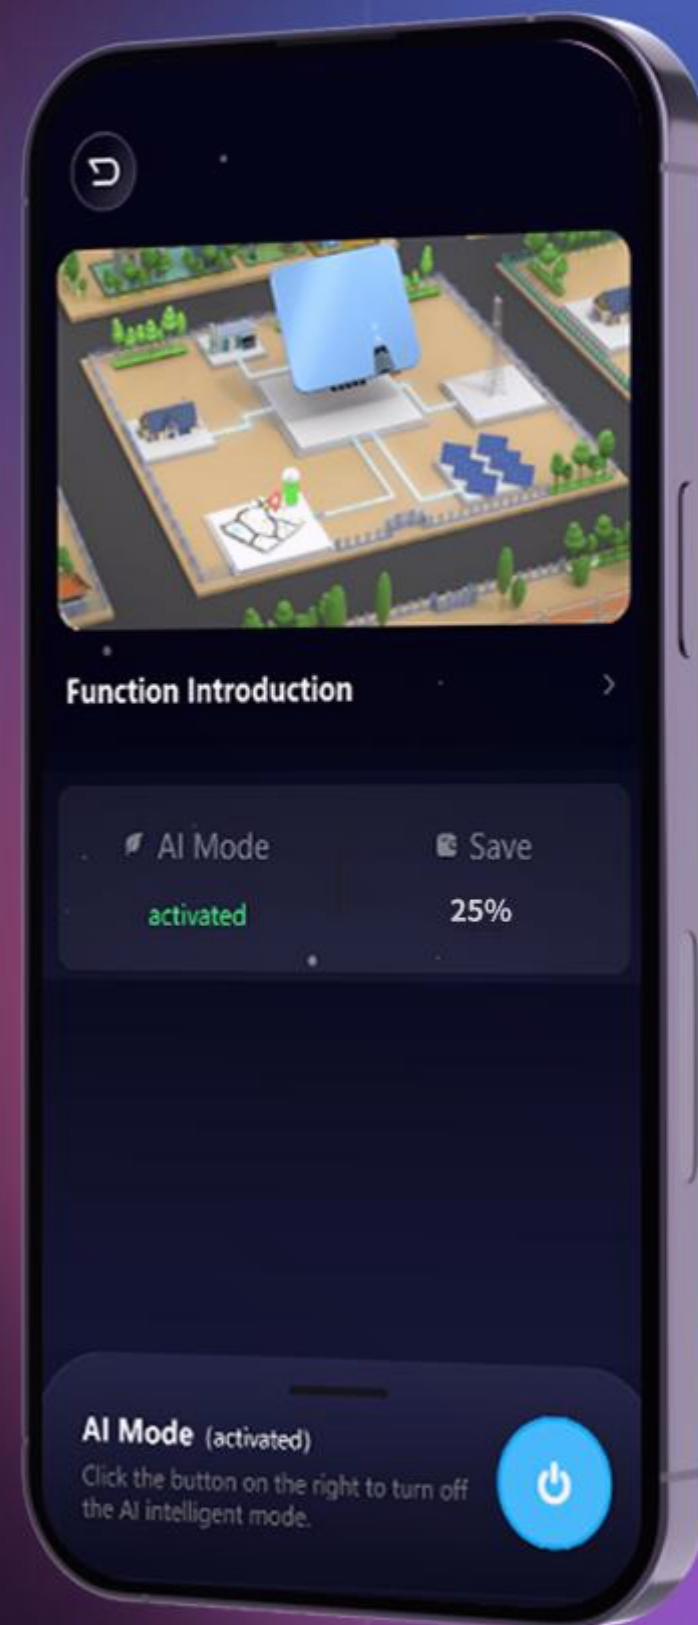 Function Introduction
AI Mode
Save
activated
25%
AI Mode (activated)
Click the button on the right to turn off
the AI intelligent mode.